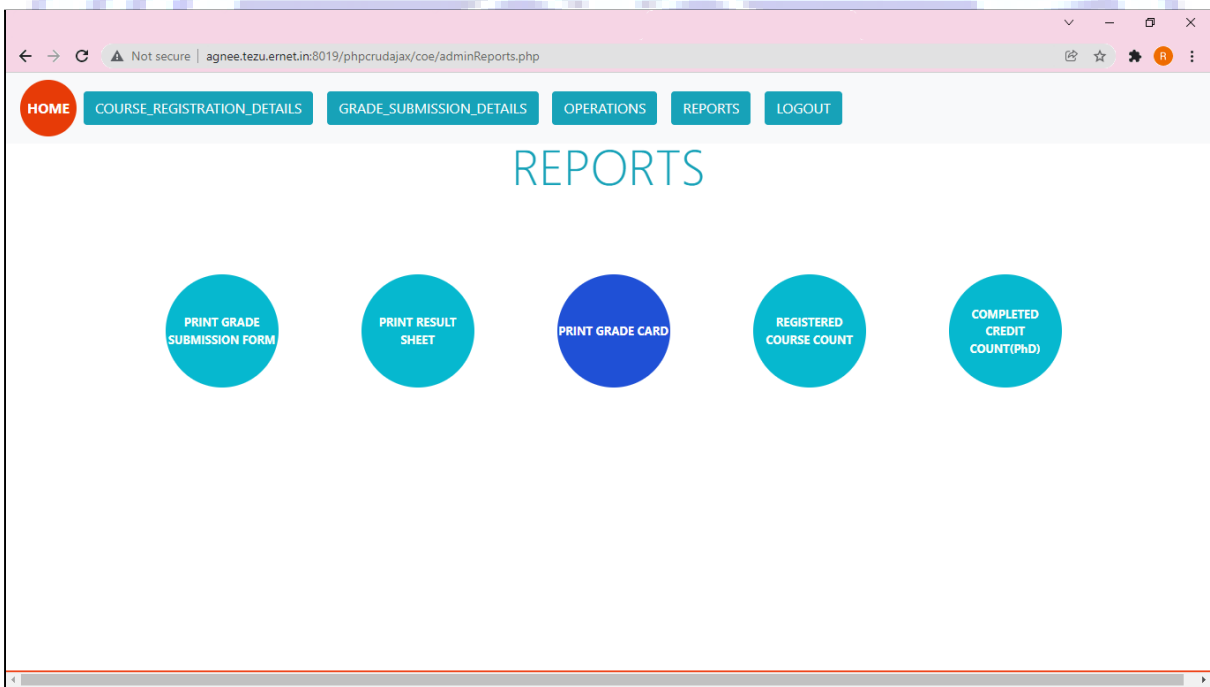 Not secure | agnee.tezu.ernet.in:8019/phpcrudajax/coe/adminReports.php
R
HOME COURSE_REGISTRATION_DETAILS GRADE_SUBMISSION_DETAILS OPERATIONS REPORTS LOGOUT
REPORTS
PRINT GRADE
SUBMISSION FORM
PRINT RESULT
SHEET
PRINT GRADE CARD
REGISTERED
COURSE COUNT
COMPLETED
CREDIT
COUNT(PhD)